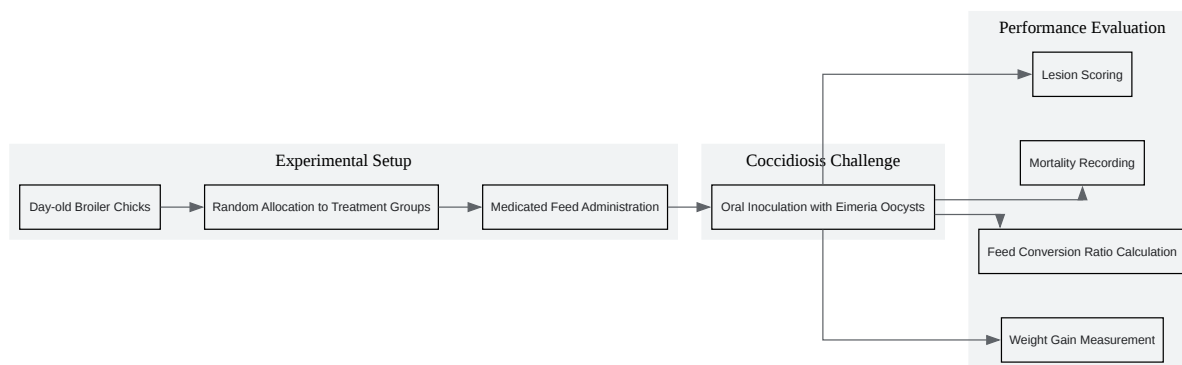 Experimental Setup
Day-old Broiler Chicks
Random Allocation to Treatment Groups
Medicated Feed Administration
Coccidiosis Challenge
Oral Inoculation with Eimeria Oocysts
Performance Evaluation
Lesion Scoring
Mortality Recording
Feed Conversion Ratio Calculation
Weight Gain Measurement